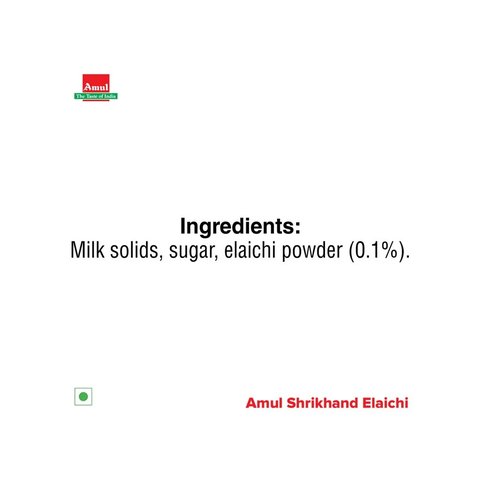 Amul
The Taste of India
Ingredients:
Milk solids, sugar, elaichi powder (0.1%).
Amul Shrikhand Elaichi